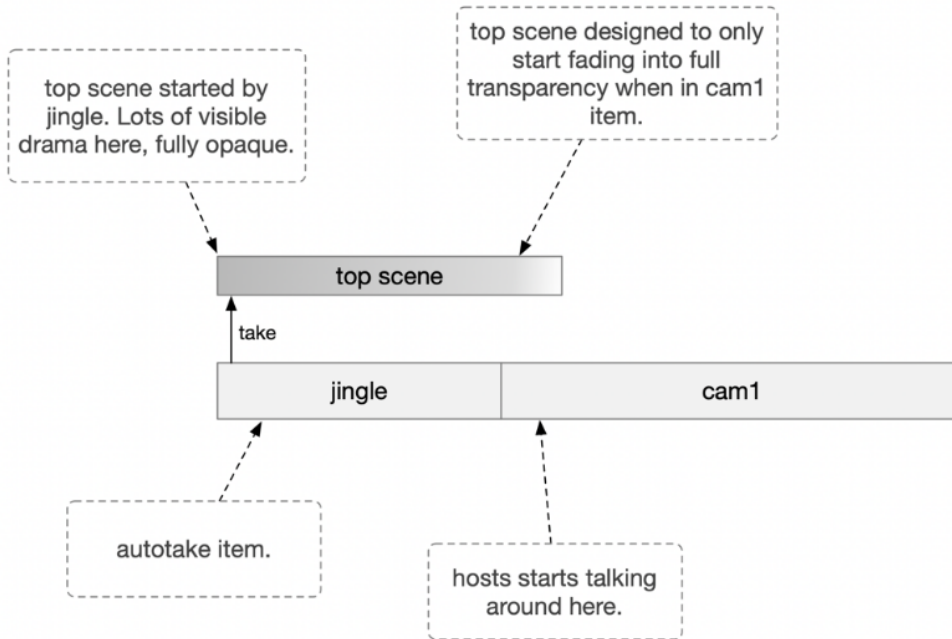 top scene started by
jingle. Lots of visible
drama here, fully opaque.
top scene designed to only
start fading into full
transparency when in cam1
item.
top scene
take
jingle
cam1
autotake item.
hosts starts talking
around here.